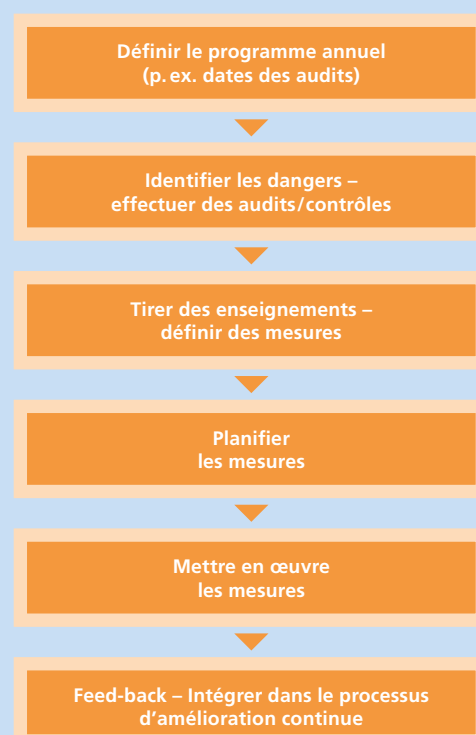 Définir le programme annuel
(p. ex. dates des audits)
Identifier les dangers –
effectuer des audits/contrôles
Tirer des enseignements –
définir des mesures
Planifier
les mesures
Mettre en œuvre
les mesures
Feed-back – Intégrer dans le processus
d’amélioration continue